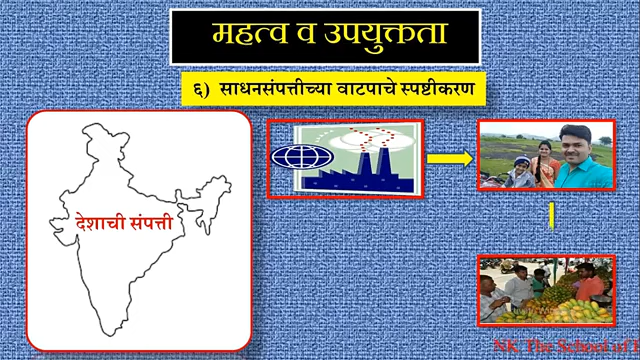 महत्व व उपयुक्तता
६) साधनसंपत्तीच्या वाटपाचे स्पष्टीकरण
देशाची संपत्ती
NK The School of